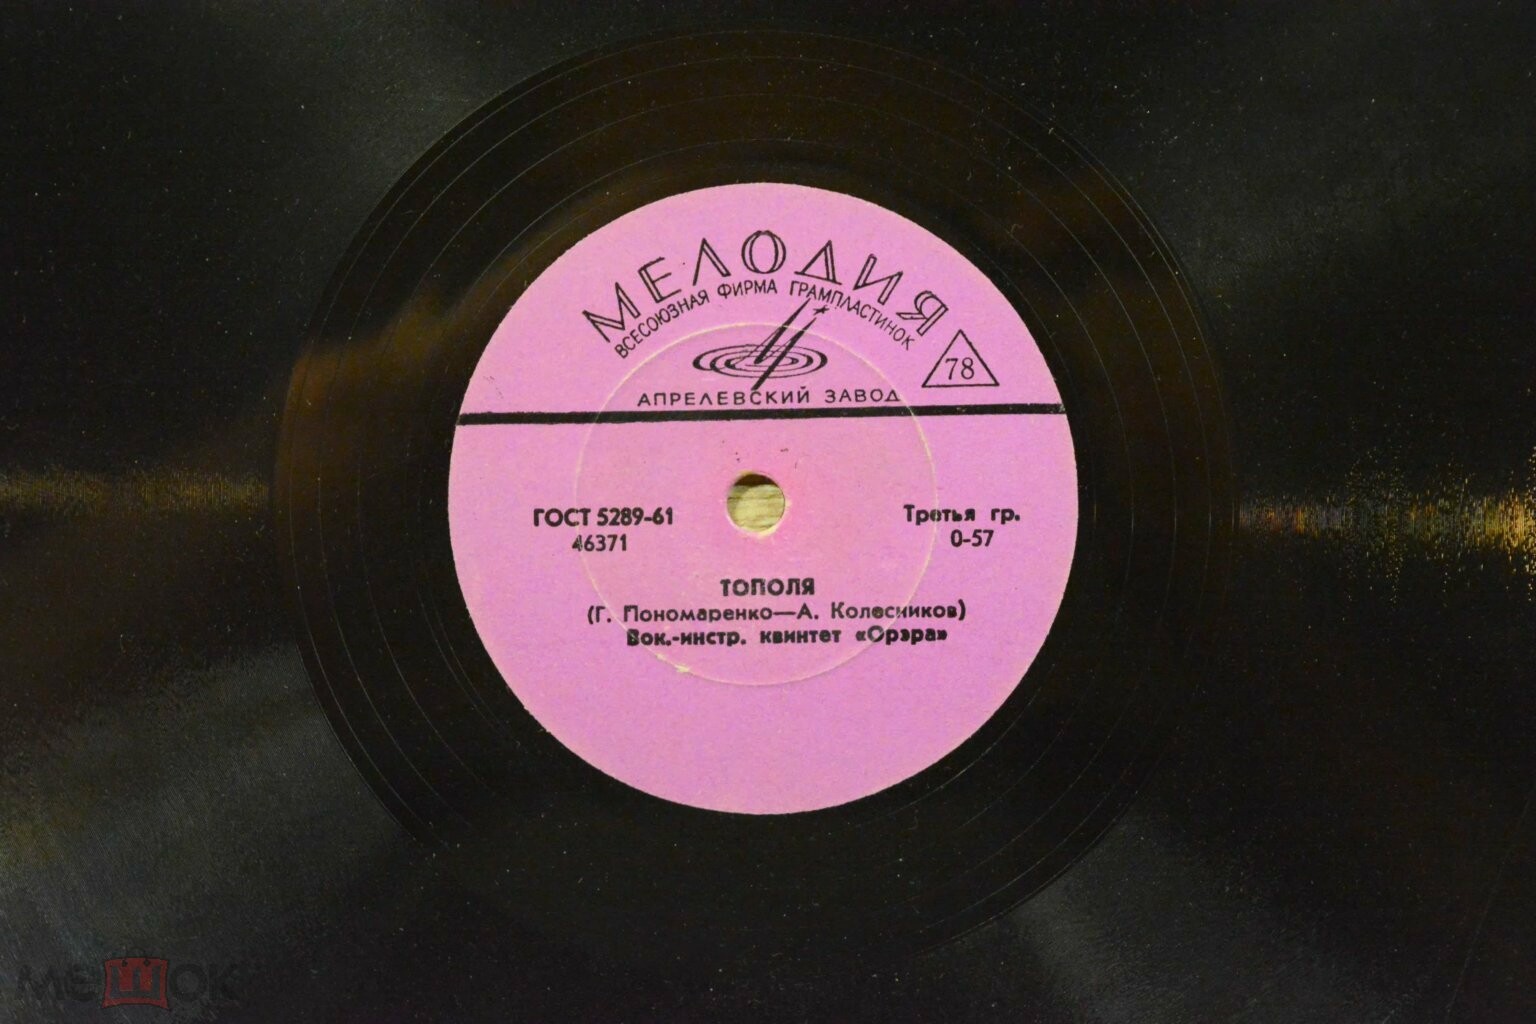 МЕЛОДИЯ
ВСЕСОЮЗНАЯ ФИРМА ГРАМПЛАСТИНОК
78
АПРЕЛЕВСКИЙ ЗАВОД
ГОСТ 5289-61 Третья гр.
46371 0-57
ТОПОЛЯ
(Г. Пономаренко—А. Колесников)
Вок.-инстр. квинтет «Орэра»
мешок